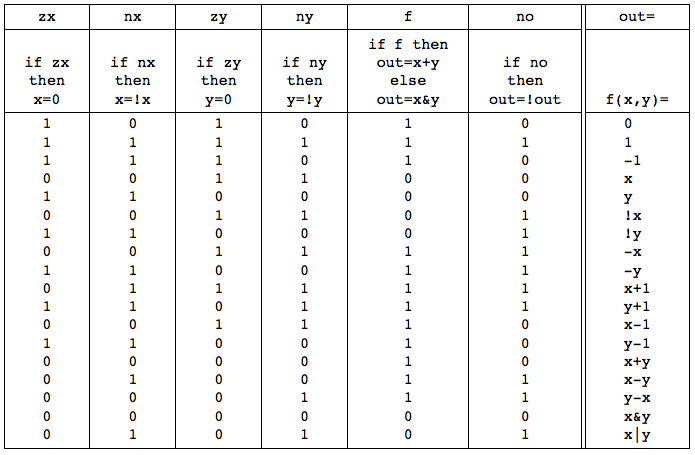 zx nx zy ny f no out=
if f then
if zx if nx if zy if ny out=x+y if no
then then then then else then
x=0 x=!x y=0 y=!y out=x&y out=!out f(x,y)=
1 0 1 0 1 0 0
1 1 1 1 1 1 1
1 1 1 0 1 0 -1
0 0 1 1 0 0 x
1 1 0 0 0 0 y
0 0 1 1 0 1 !x
1 1 0 0 0 1 !y
0 0 1 1 1 1 -x
1 1 0 0 1 1 -y
0 1 1 1 1 1 x+1
1 1 0 1 1 1 y+1
0 0 1 1 1 0 x-1
1 1 0 0 1 0 y-1
0 0 0 0 1 0 x+y
0 1 0 0 1 1 x-y
0 0 0 1 1 1 y-x
0 0 0 0 0 0 x&y
0 1 0 1 0 1 x|y